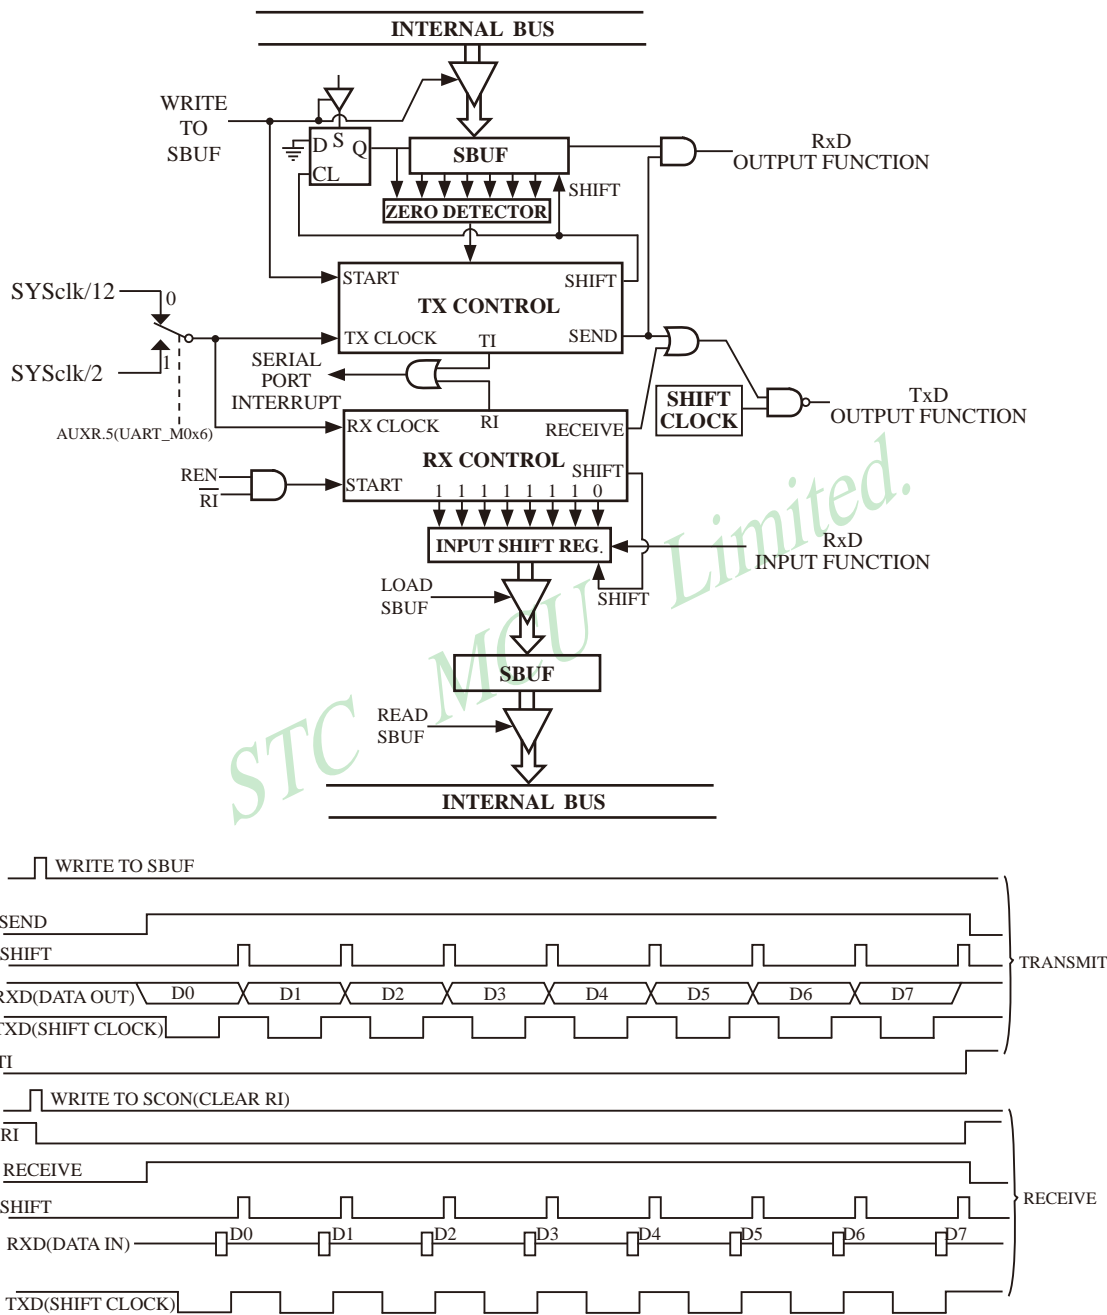 INTERNAL BUS
WRITE
TO
SBUF
D S Q
CL
SBUF
SHIFT
RxD
OUTPUT FUNCTION
ZERO DETECTOR
START
SHIFT
TX CONTROL
SYSclk/12
0
TX CLOCK
TI
SEND
SYSclk/2
1
SERIAL
PORT
INTERRUPT
SHIFT
CLOCK
TxD
OUTPUT FUNCTION
AUXR.5(UART_M0x6)
RX CLOCK
RI
RECEIVE
RX CONTROL
SHIFT
REN
RI
START
1 1 1 1 1 1 1 0
INPUT SHIFT REG.
RxD
INPUT FUNCTION
LOAD
SBUF
SHIFT
SBUF
READ
SBUF
INTERNAL BUS
STC MCU Limited.
WRITE TO SBUF
SEND
SHIFT
RXD(DATA OUT) D0 D1 D2 D3 D4 D5 D6 D7
TXD(SHIFT CLOCK)
TI
TRANSMIT
WRITE TO SCON(CLEAR RI)
RI
RECEIVE
SHIFT
RXD(DATA IN) D0 D1 D2 D3 D4 D5 D6 D7
TXD(SHIFT CLOCK)
RECEIVE